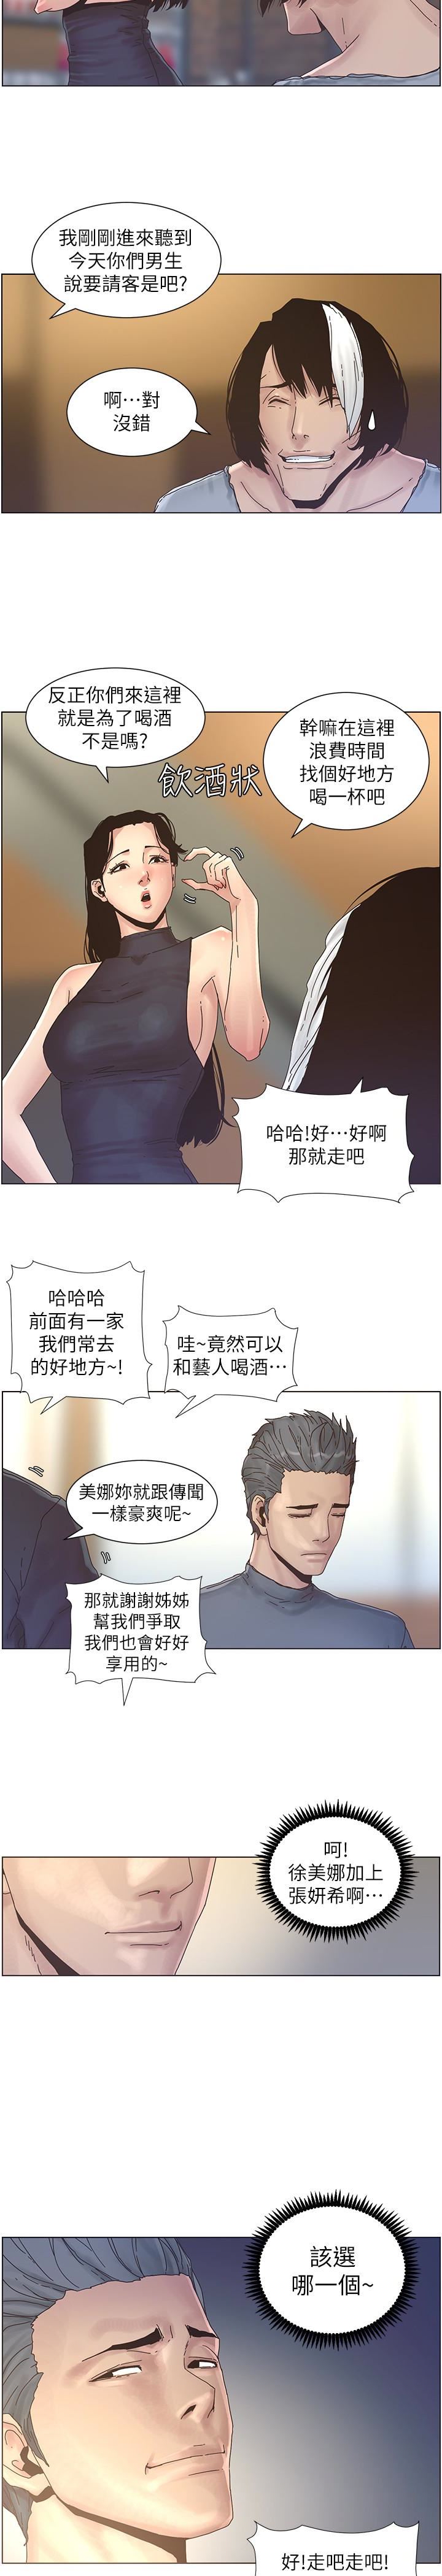 我剛剛進來聽到
今天你們男生
說要請客是吧?
啊…對
沒錯
反正你們來這裡
就是為了喝酒
不是嗎?
幹嘛在這裡
浪費時間
找個好地方
喝一杯吧
飲酒狀
哈哈!好…好啊
那就走吧
哈哈哈
前面有一家
我們常去
的好地方~!
哇~竟然可以
和藝人喝酒…
美娜妳就跟傳聞
一樣豪爽呢~
那就謝謝姊姊
幫我們爭取
我們也會好好
享用的~
呵!
徐美娜加上
張妍希啊…
該選
哪一個~
好!走吧走吧!